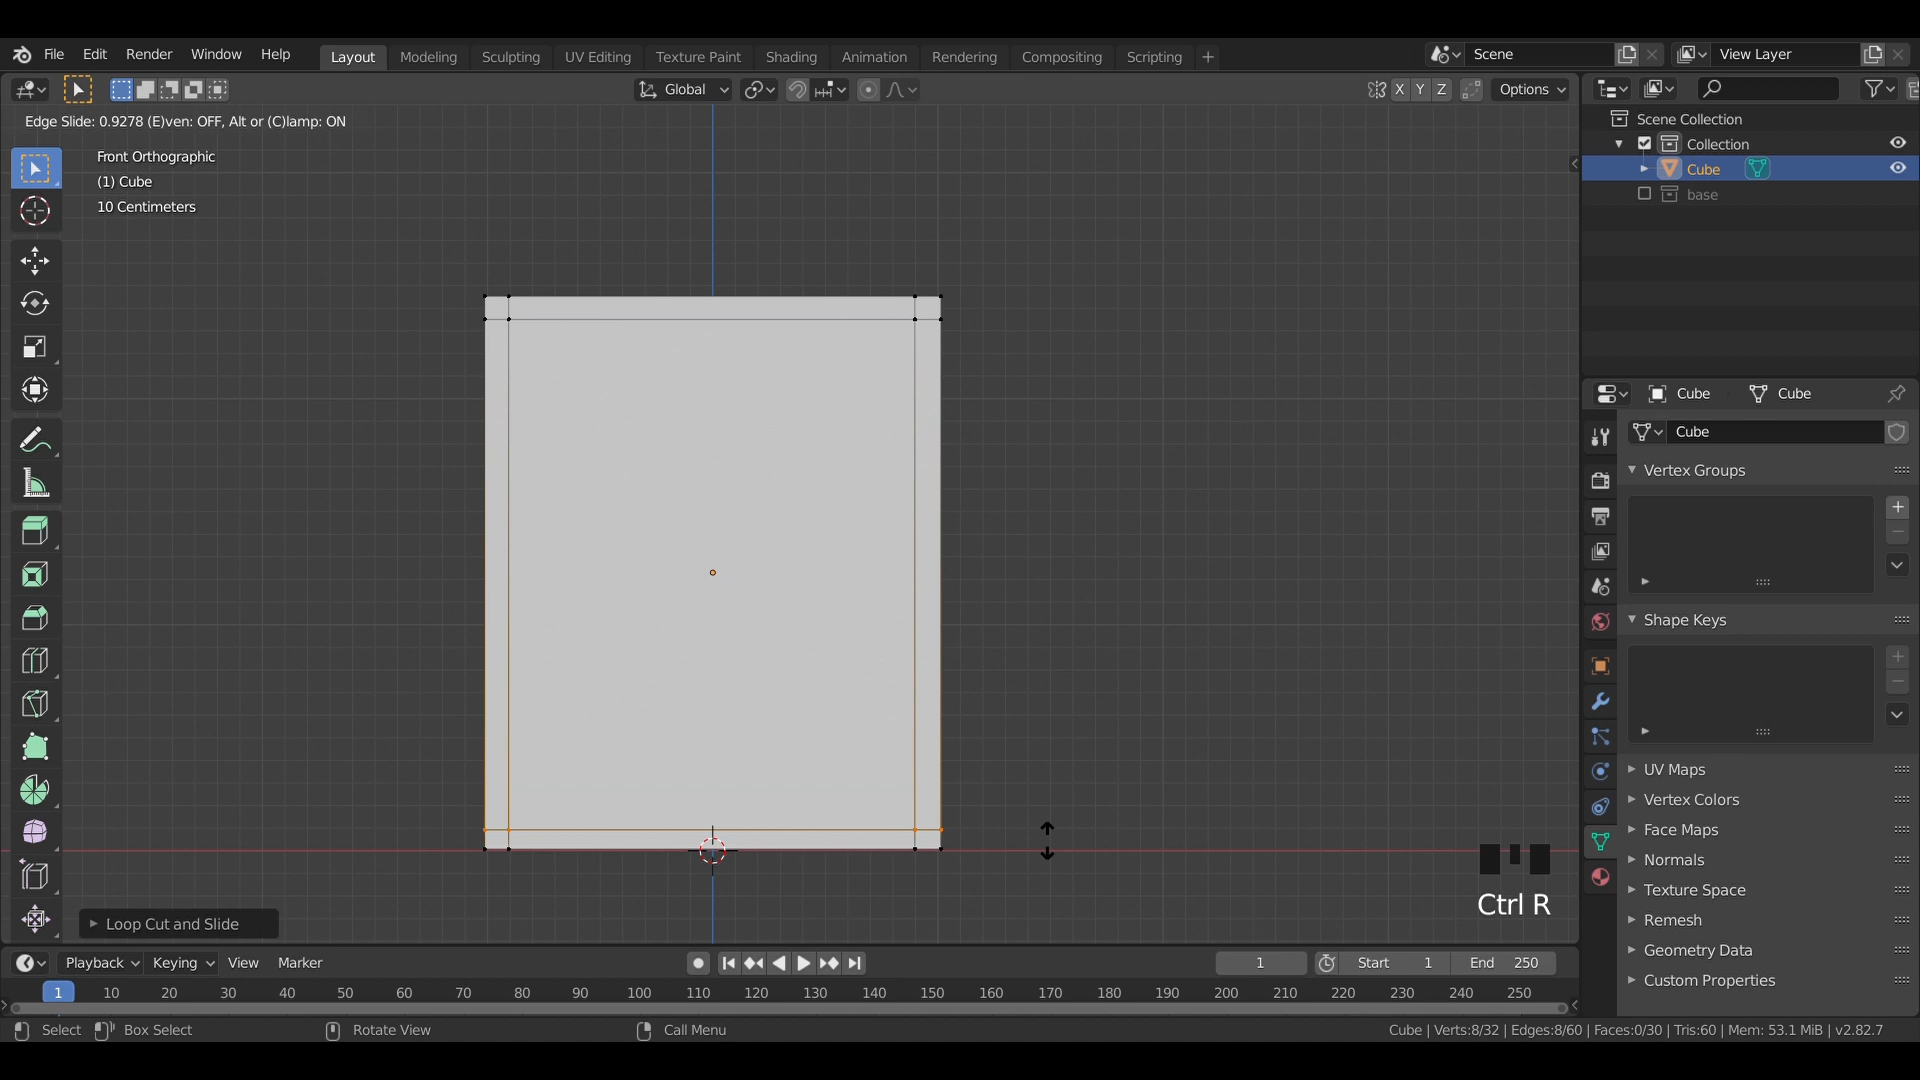 File Edit Render Window Help Layout Modeling Sculpting UV Editing Texture Paint Shading Animation Rendering Compositing Scripting + Scene View Layer
Global X Y Z Options
Edge Slide: 0.9278 (E)ven: OFF, Alt or (C)lamp: ON
Front Orthographic
(1) Cube
10 Centimeters
Scene Collection
Collection
Cube
base
Cube Cube
Cube
Vertex Groups
Shape Keys
UV Maps
Vertex Colors
Face Maps
Normals
Texture Space
Remesh
Geometry Data
Custom Properties
Ctrl R
Loop Cut and Slide
Playback Keying View Marker 1 Start 1 End 250
1 10 20 30 40 50 60 70 80 90 100 110 120 130 140 150 160 170 180 190 200 210 220 230 240 250
Select Box Select Rotate View Call Menu Cube | Verts:8/32 | Edges:8/60 | Faces:0/30 | Tris:60 | Mem: 53.1 MiB | v2.82.7